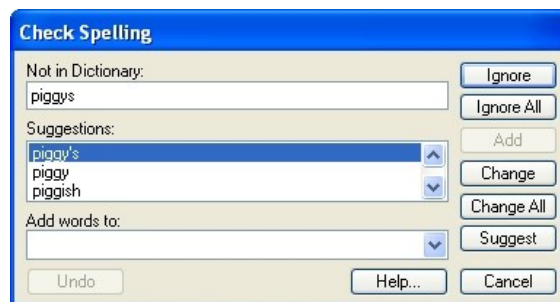 Check Spelling
Not in Dictionary:
piggys
Ignore
Ignore All
Suggestions:
piggy's
piggy
piggish
Add
Change
Change All
Add words to:
Suggest
Undo
Help...
Cancel